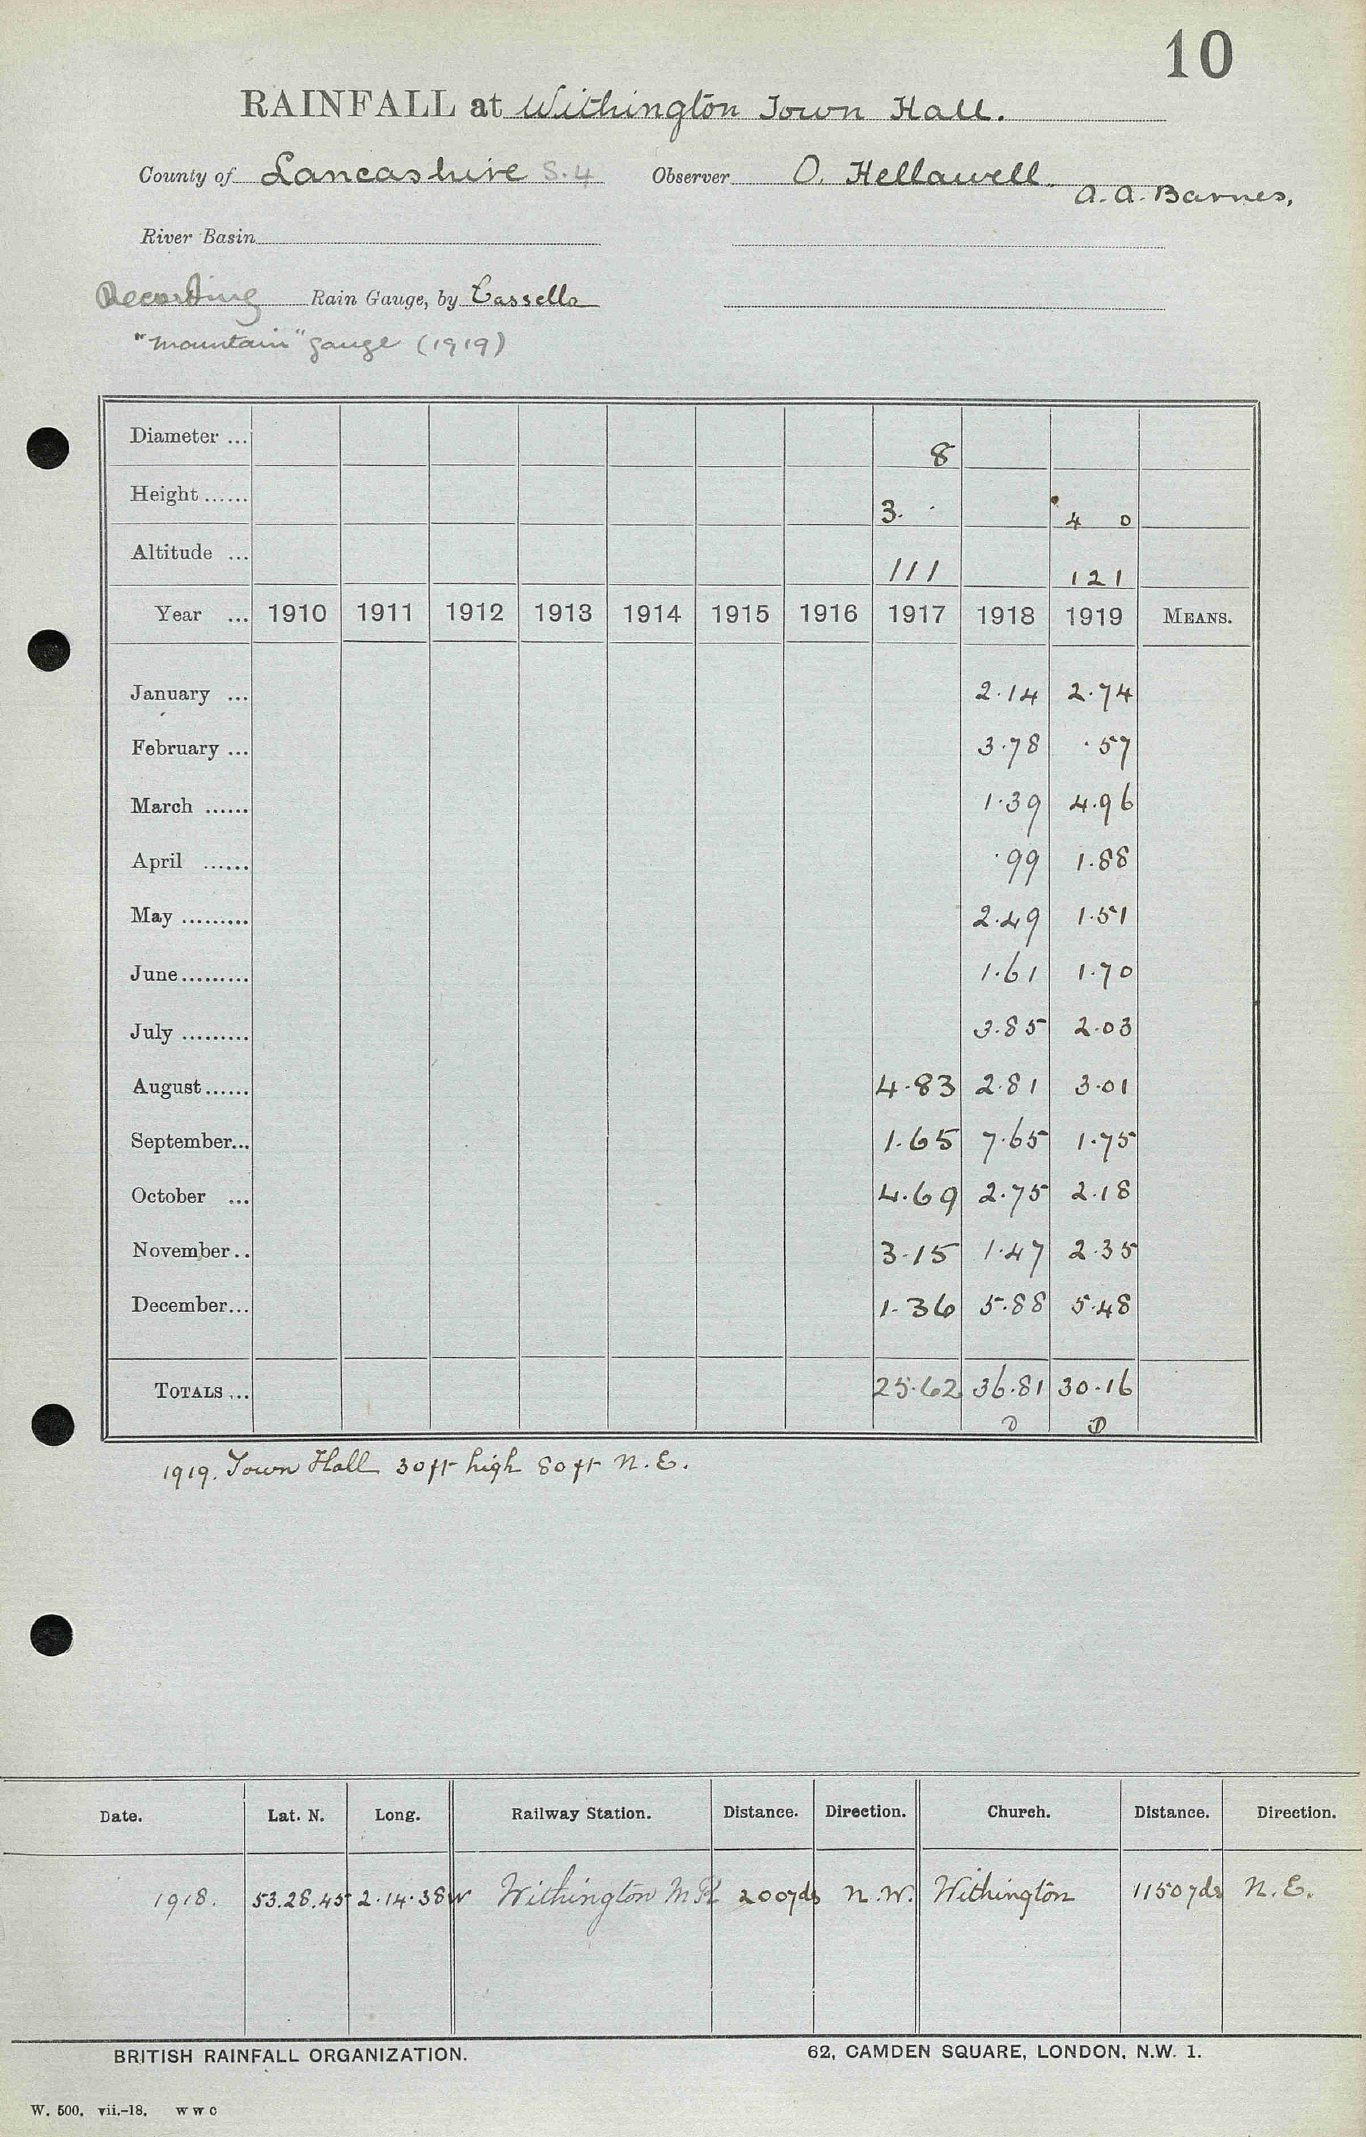 10
RAINFALL at Withington Town Hall.
County of Lancashire S.4 Observer O. Hellawell.
A. A. Barnes,
River Basin
Recording Rain Gauge, by Cassella
"Mountain" gauge (1919)
Diameter ... 8
Height ...... 3. · 4 0
Altitude ... 111 121
Year ... 1910 1911 1912 1913 1914 1915 1916 1917 1918 1919 MEANS.
January ... 2.14 2.74
February ... 3.78 .57
March ...... 1.39 4.96
April ...... .99 1.88
May ......... 2.49 1.51
June ......... 1.61 1.70
July ......... 3.85 2.03
August ...... 4.83 2.81 3.01
September... 1.65 7.65 1.75
October ... 4.69 2.75 2.18
November .. 3.15 1.47 2.35
December... 1.36 5.88 5.48
TOTALS ... 25.62 36.81 30.16
1919. Town Hall 30ft high 80ft N.E.
Date. Lat. N. Long. Railway Station. Distance. Direction. Church. Distance. Direction.
1918. 53.28.45 2.14.38W Withington M R 200yds N.W. Withington 1150yds N.E.
BRITISH RAINFALL ORGANIZATION. 62, CAMDEN SQUARE, LONDON, N.W. 1.
W. 500. vii.-18. W W C